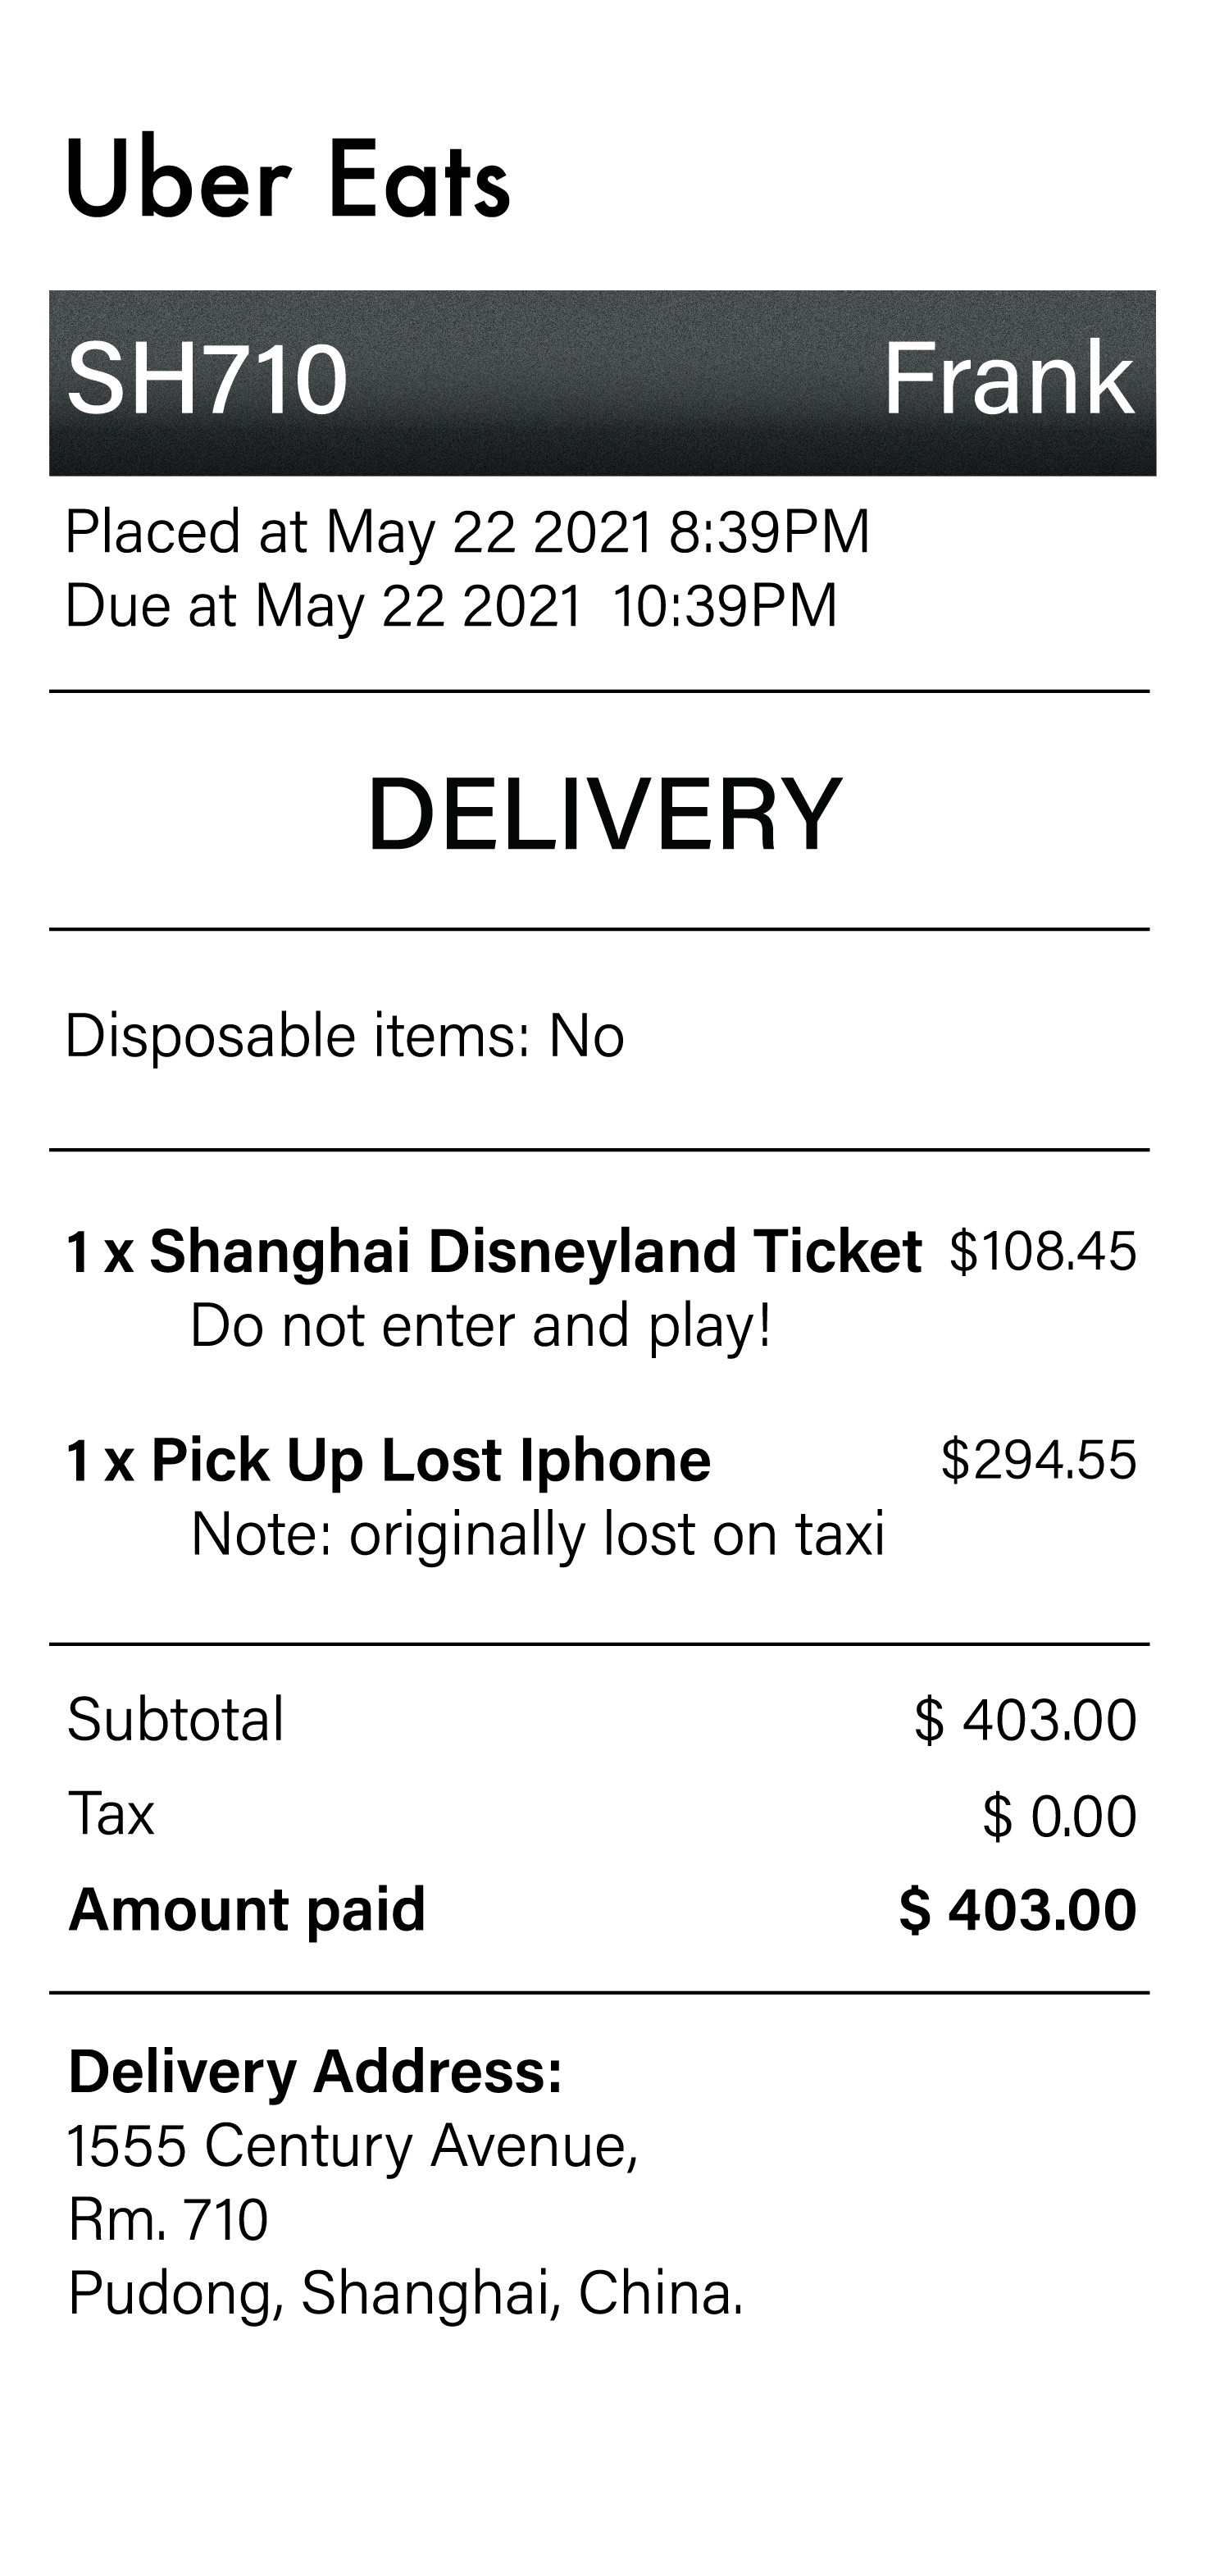 Uber Eats
SH710 Frank
Placed at May 22 2021 8:39PM
Due at May 22 2021 10:39PM
DELIVERY
Disposable items: No
1 x Shanghai Disneyland Ticket $108.45
Do not enter and play!
1 x Pick Up Lost Iphone $294.55
Note: originally lost on taxi
Subtotal $ 403.00
Tax $ 0.00
Amount paid $ 403.00
Delivery Address:
1555 Century Avenue,
Rm. 710
Pudong, Shanghai, China.